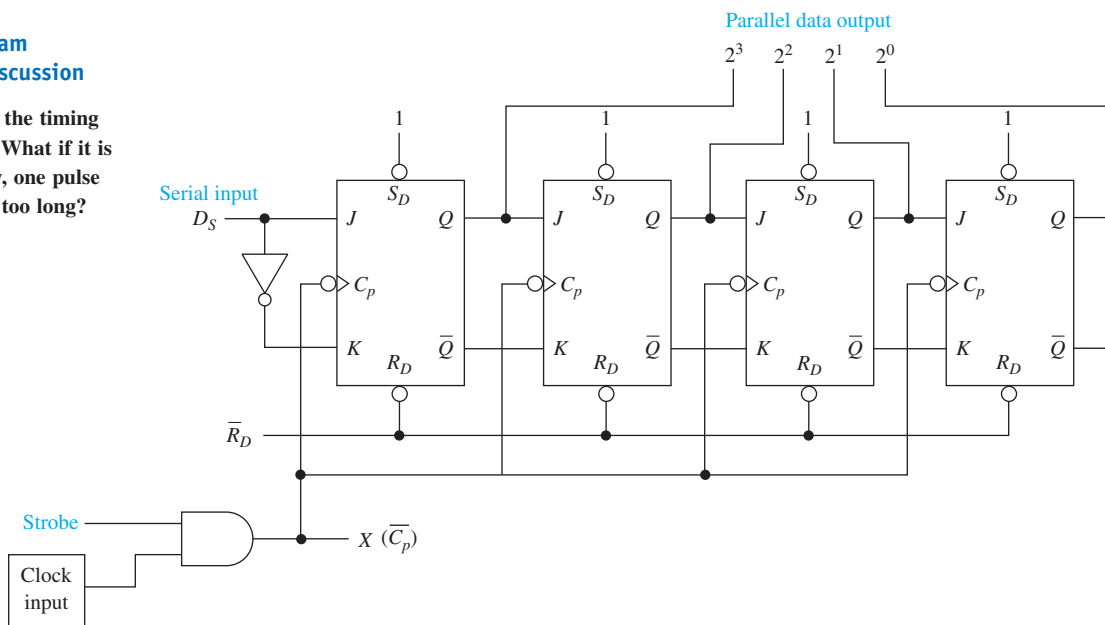 am
scussion
the timing
What if it is
, one pulse
too long?
Parallel data output
2³ 2² 2¹ 2⁰
1 1 1 1
Serial input
D_S
S_D S_D S_D S_D
J Q J Q J Q J Q
C_p C_p C_p C_p
K Q̅ K Q̅ K Q̅ K Q̅
R_D R_D R_D R_D
R̅_D
Strobe
X (C̅_p̅)
Clock
input